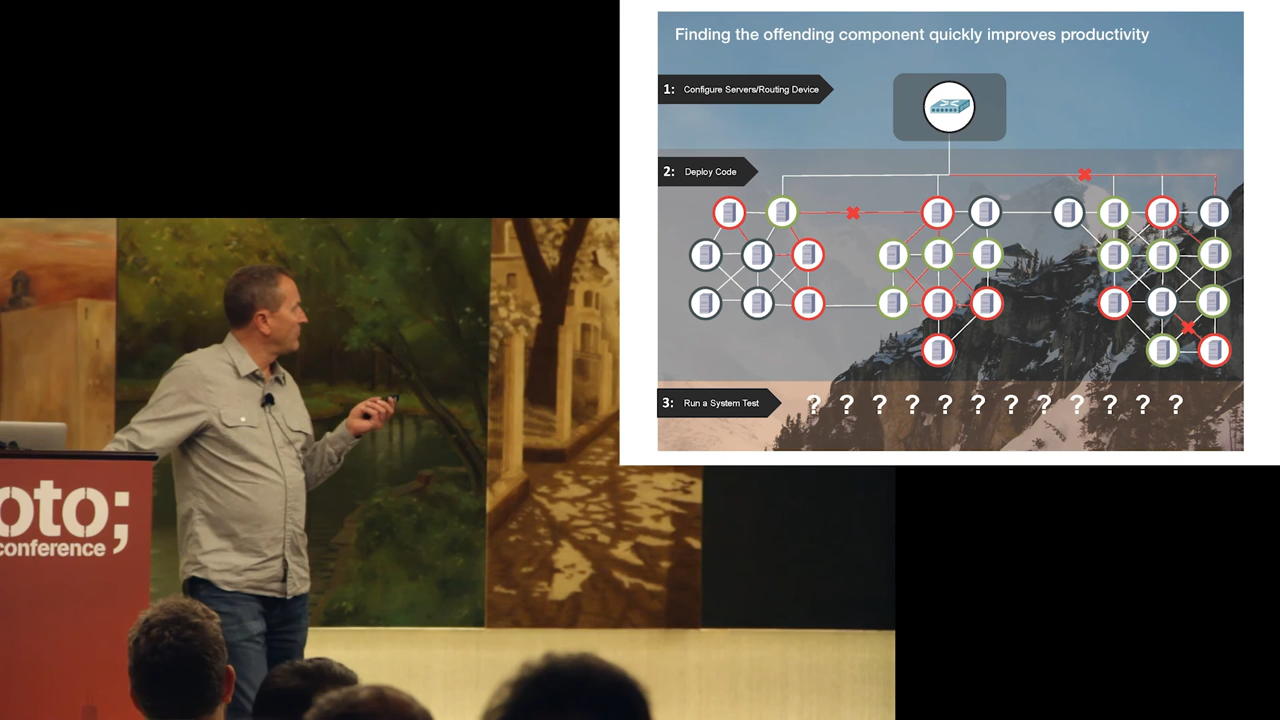 Finding the offending component quickly improves productivity
1: Configure Servers/Routing Device
2: Deploy Code
3: Run a System Test
? ? ? ? ? ? ? ? ? ? ? ?
oto;
conference